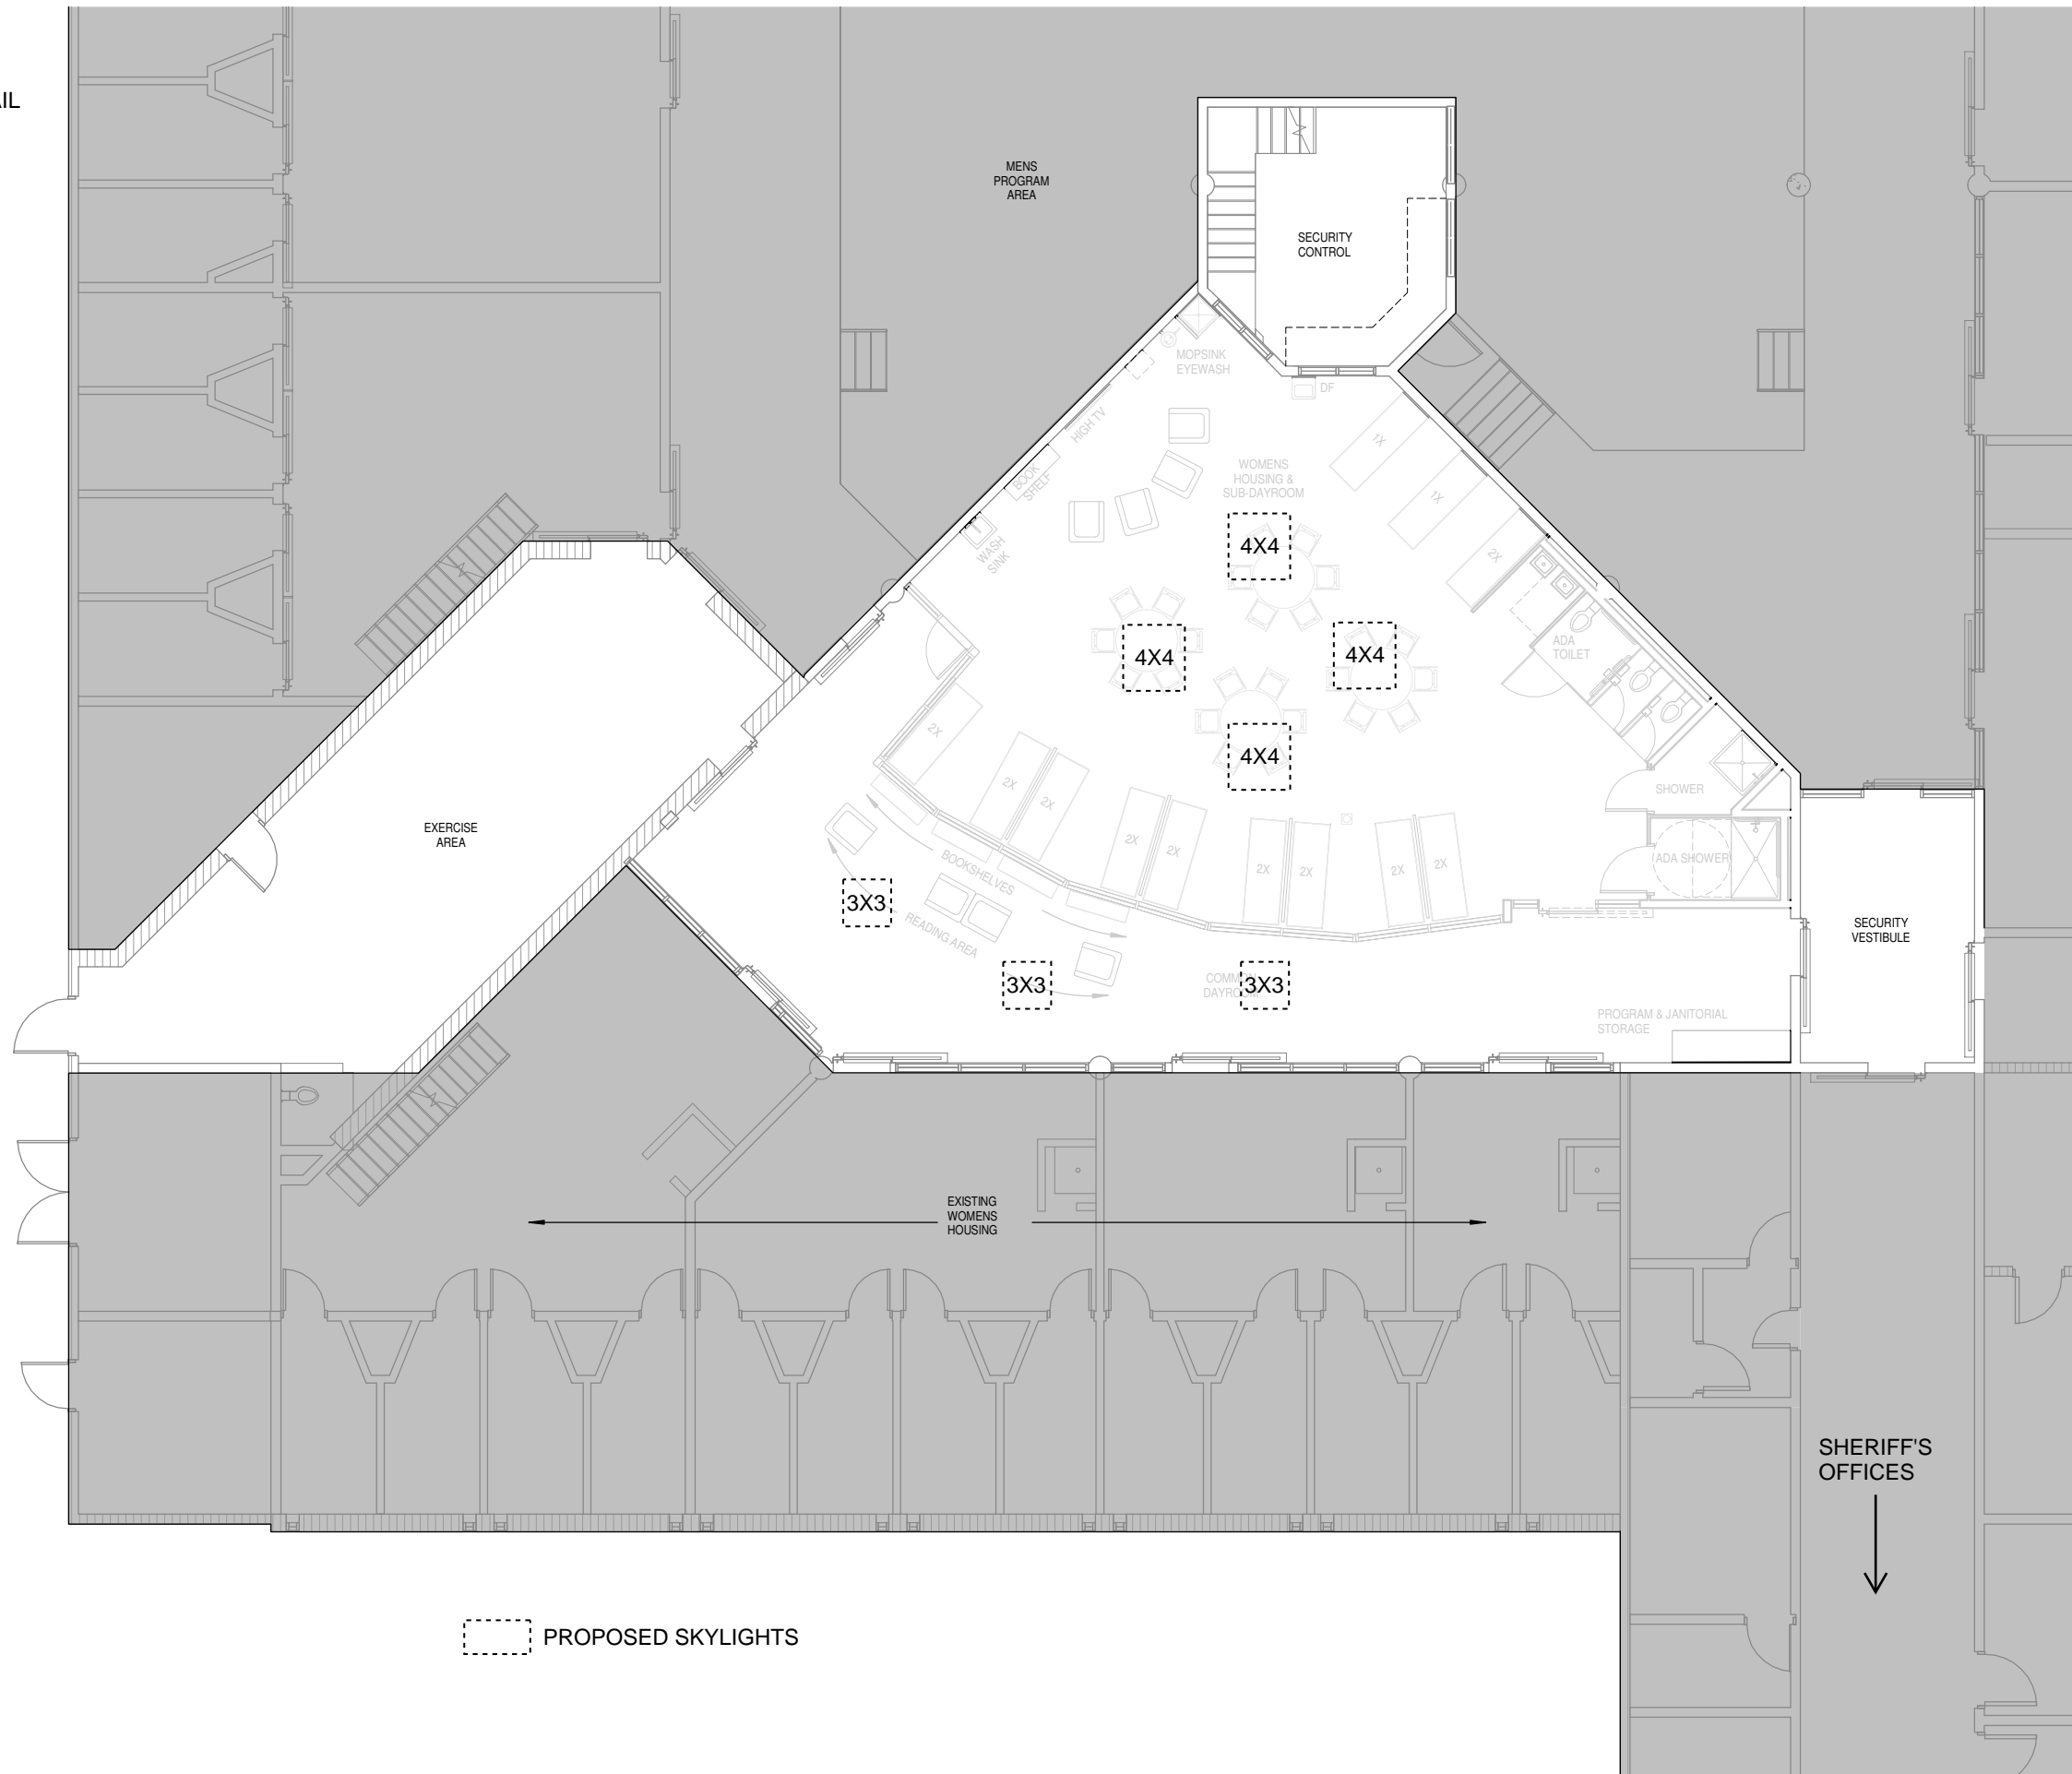 AIL
MENS
PROGRAM
AREA
SECURITY
CONTROL
MOPSINK
EYEWASH
DF
HIGH TV
1X
BOOK
SHELF
WOMENS
HOUSING &
SUB-DAYROOM
1X
WASH
SINK
4X4
2X
4X4
4X4
ADA
TOILET
2X
4X4
2X
2X
SHOWER
EXERCISE
AREA
2X
2X
2X
2X
2X
2X
BOOKSHELVES
ADA SHOWER
3X3
READING AREA
SECURITY
VESTIBULE
3X3
COMMON
DAYROOM
3X3
PROGRAM & JANITORIAL
STORAGE
EXISTING
WOMENS
HOUSING
SHERIFF'S
OFFICES
PROPOSED SKYLIGHTS